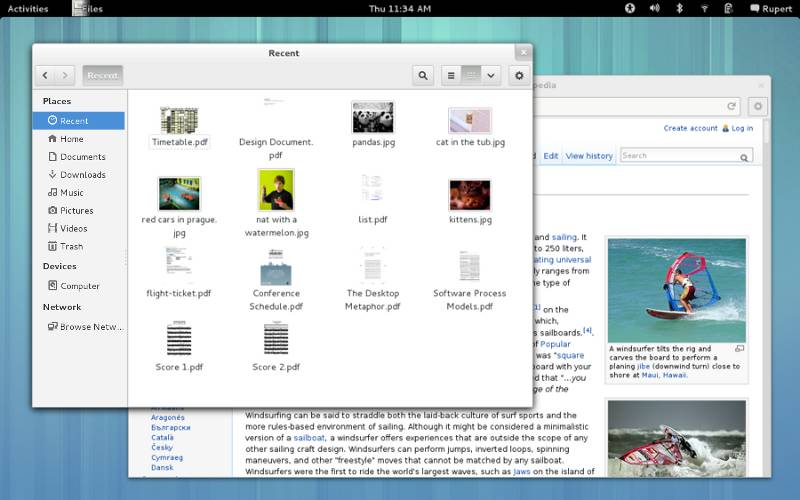 Activities
Files
Thu 11:34 AM
Rupert
Recent
Recent
Places
Recent
Home
Documents
Downloads
Music
Pictures
Videos
Trash
Devices
Computer
Network
Browse Netw...
Timetable.pdf
Design Document.
pdf
pandas.jpg
cat in the tub.jpg
red cars in prague.
jpg
nat with a
watermelon.jpg
list.pdf
kittens.jpg
flight-ticket.pdf
Conference
Schedule.pdf
The Desktop
Metaphor.pdf
Software Process
Models.pdf
Score 1.pdf
Score 2.pdf
pedia
Create account
Log in
Edit
View history
Search
and sailing. It
to 250 liters,
ating universal
ly ranges from
he type of
[1] on the
which,
s sailboards.[4].
of Popular
was "square
board with your
d that "...you
ge of the
A windsurfer tilts the rig and
carves the board to perform a
planing jibe (downwind turn) close to
shore at Maui, Hawaii.
Aragonés
Български
Català
Česky
Cymraeg
Dansk
Windsurfing can be said to straddle both the laid-back culture of surf sports and the
more rules-based environment of sailing. Although it might be considered a minimalistic
version of a sailboat, a windsurfer offers experiences that are outside the scope of any
other sailing craft design. Windsurfers can perform jumps, inverted loops, spinning
maneuvers, and other "freestyle" moves that cannot be matched by any sailboat.
Windsurfers were the first to ride the world's largest waves, such as Jaws on the island of